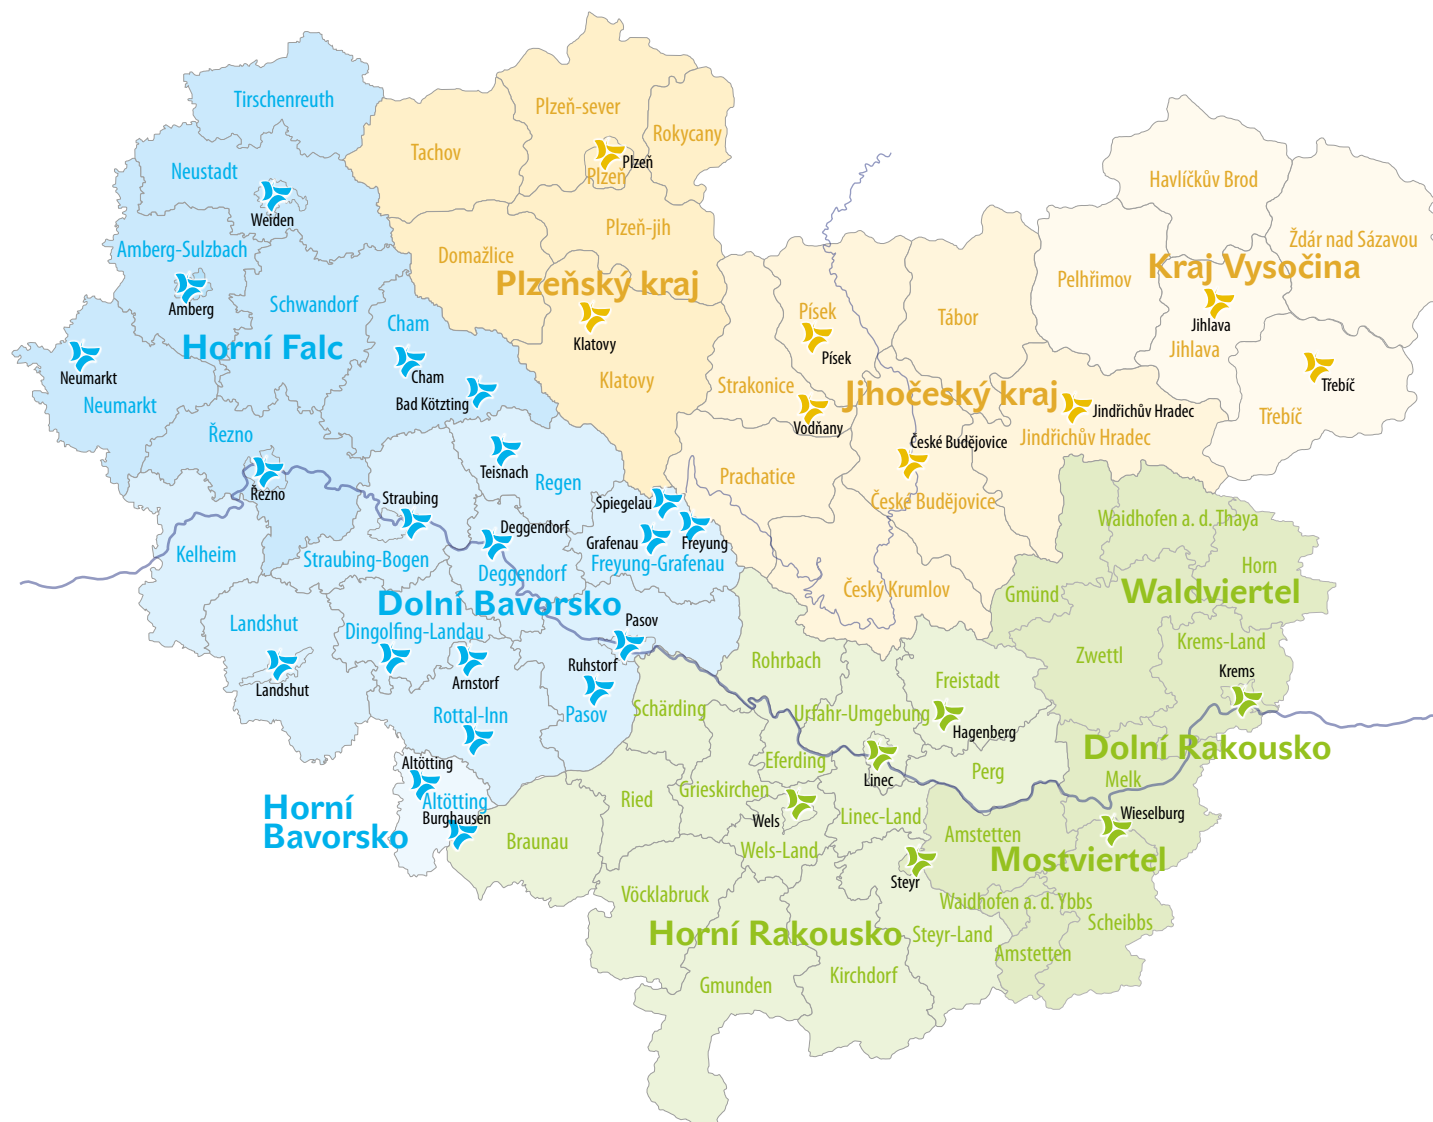 Tirschenreuth
Plzeň-sever
Rokycany
Tachov
Plzeň
Plzeň
Neustadt
Weiden
Havlíčkův Brod
Plzeň-jih
Ždár nad Sázavou
Amberg-Sulzbach
Domažlice
Kraj Vysočina
Pelhřimov
Plzeňský kraj
Amberg
Schwandorf
Cham
Písek
Tábor
Jihlava
Klatovy
Horní Falc
Jihlava
Písek
Neumarkt
Cham
Klatovy
Strakonice
Třebíč
Neumarkt
Bad Kötzting
Jihočeský kraj
Jindřichův Hradec
Třebíč
Vodňany
Řezno
České Budějovice
Jindřichův Hradec
Teisnach
Regen
Prachatice
Řezno
Straubing
Spiegelau
České Budějovice
Deggendorf
Waidhofen a. d. Thaya
Grafenau
Freyung
Kelheim
Straubing-Bogen
Deggendorf
Freyung-Grafenau
Horn
Český Krumlov
Gmünd
Waldviertel
Dolní Bavorsko
Landshut
Dingolfing-Landau
Pasov
Krems-Land
Zwettl
Rohrbach
Ruhstorf
Krems
Landshut
Arnstorf
Freistadt
Schärding
Rottal-Inn
Pasov
Urfahr-Umgebung
Hagenberg
Dolní Rakousko
Eferding
Altötting
Linec
Perg
Melk
Grieskirchen
Ried
Altötting
Horní
Bavorsko
Burghausen
Wels
Linec-Land
Wieselburg
Braunau
Amstetten
Wels-Land
Mostviertel
Steyr
Vöcklabruck
Waidhofen a. d. Ybbs
Scheibbs
Horní Rakousko
Steyr-Land
Amstetten
Kirchdorf
Gmunden